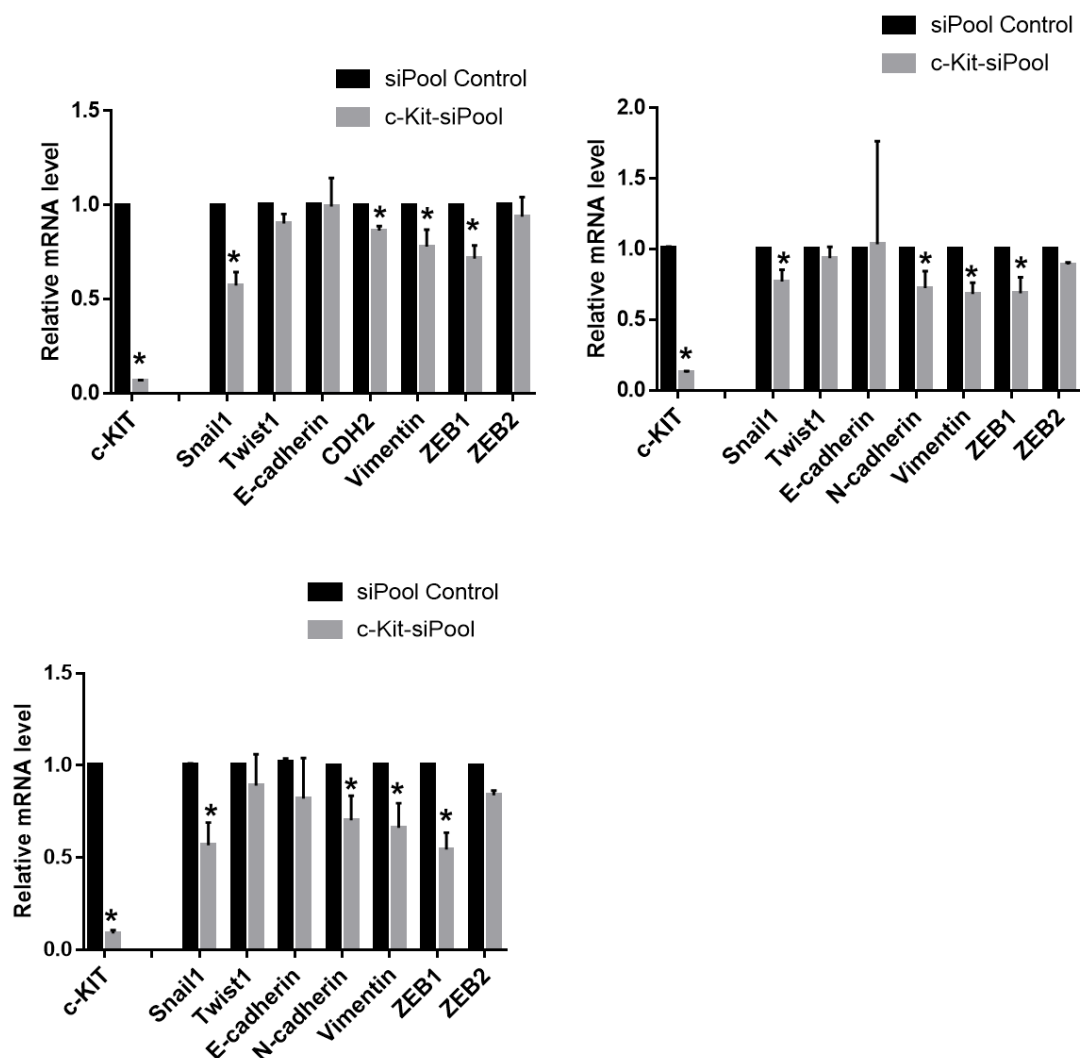 siPool Control
c-Kit-siPool
Relative mRNA level
1.5
1.0
0.5
0.0
* * * * *
c-KIT Snail1 Twist1 E-cadherin CDH2 Vimentin ZEB1 ZEB2
siPool Control
c-Kit-siPool
Relative mRNA level
2.0
1.5
1.0
0.5
0.0
* * * * *
c-KIT Snail1 Twist1 E-cadherin N-cadherin Vimentin ZEB1 ZEB2
siPool Control
c-Kit-siPool
Relative mRNA level
1.5
1.0
0.5
0.0
* * * * *
c-KIT Snail1 Twist1 E-cadherin N-cadherin Vimentin ZEB1 ZEB2